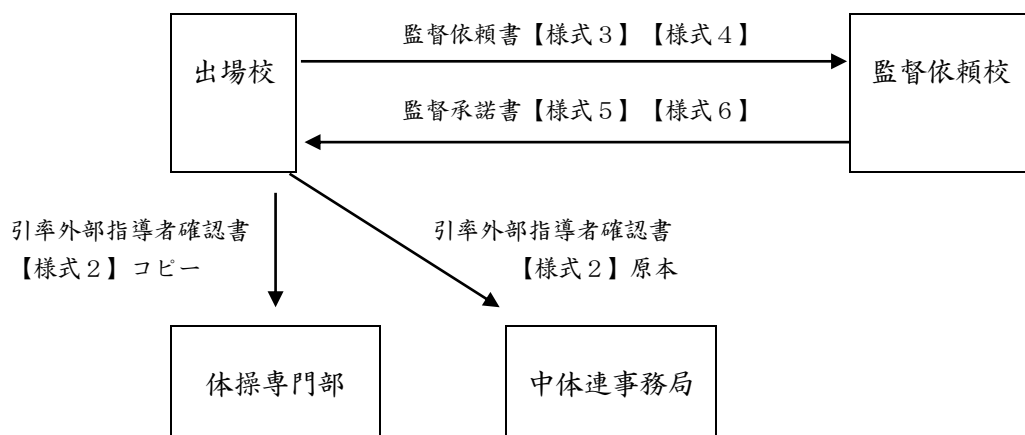 監督依頼書【様式３】【様式４】
出場校
監督依頼校
監督承諾書【様式５】【様式６】
引率外部指導者確認書
【様式２】コピー
引率外部指導者確認書
【様式２】原本
体操専門部
中体連事務局